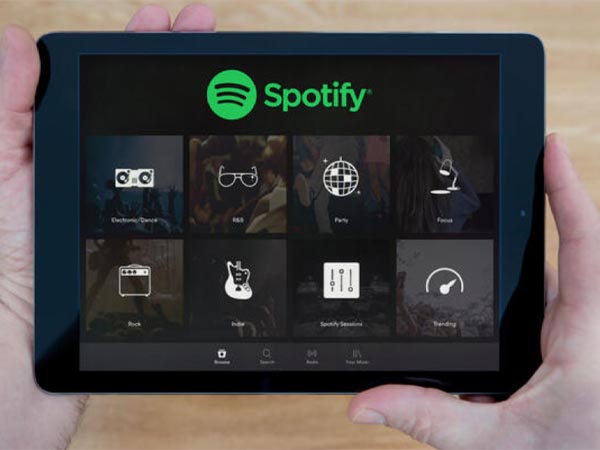 Spotify®
Electronic/Dance
R&B
Party
Focus
Rock
Indie
Spotify Sessions
Trending
Browse
Search
Radio
Your Music